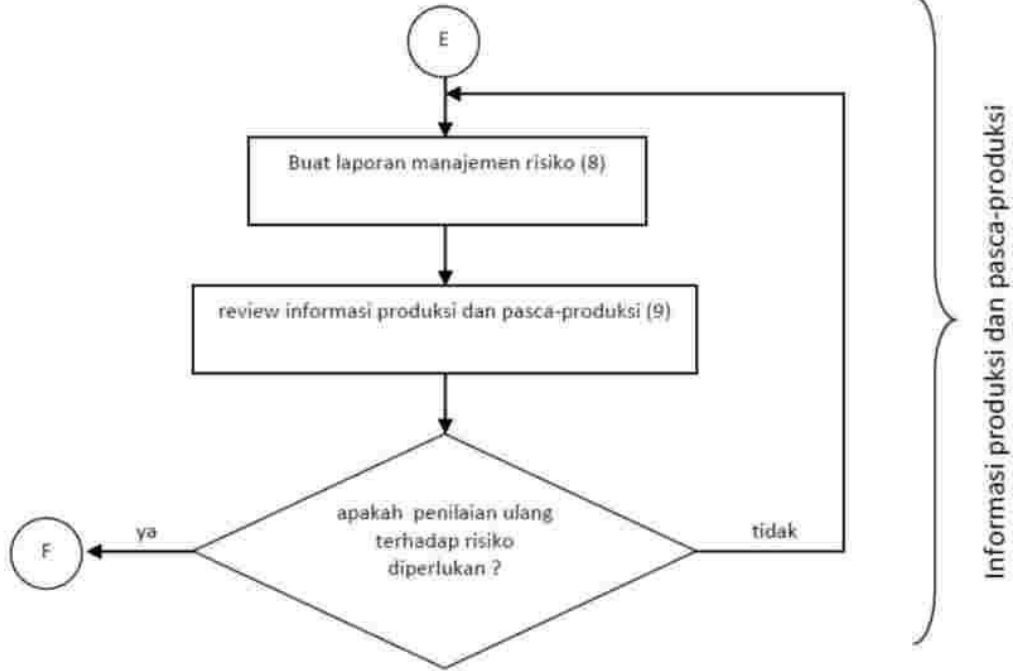 E
Buat laporan manajemen risiko (8)
review informasi produksi dan pasca-produksi (9)
apakah penilaian ulang
terhadap risiko
diperlukan ?
ya
tidak
F
Informasi produksi dan pasca-produksi